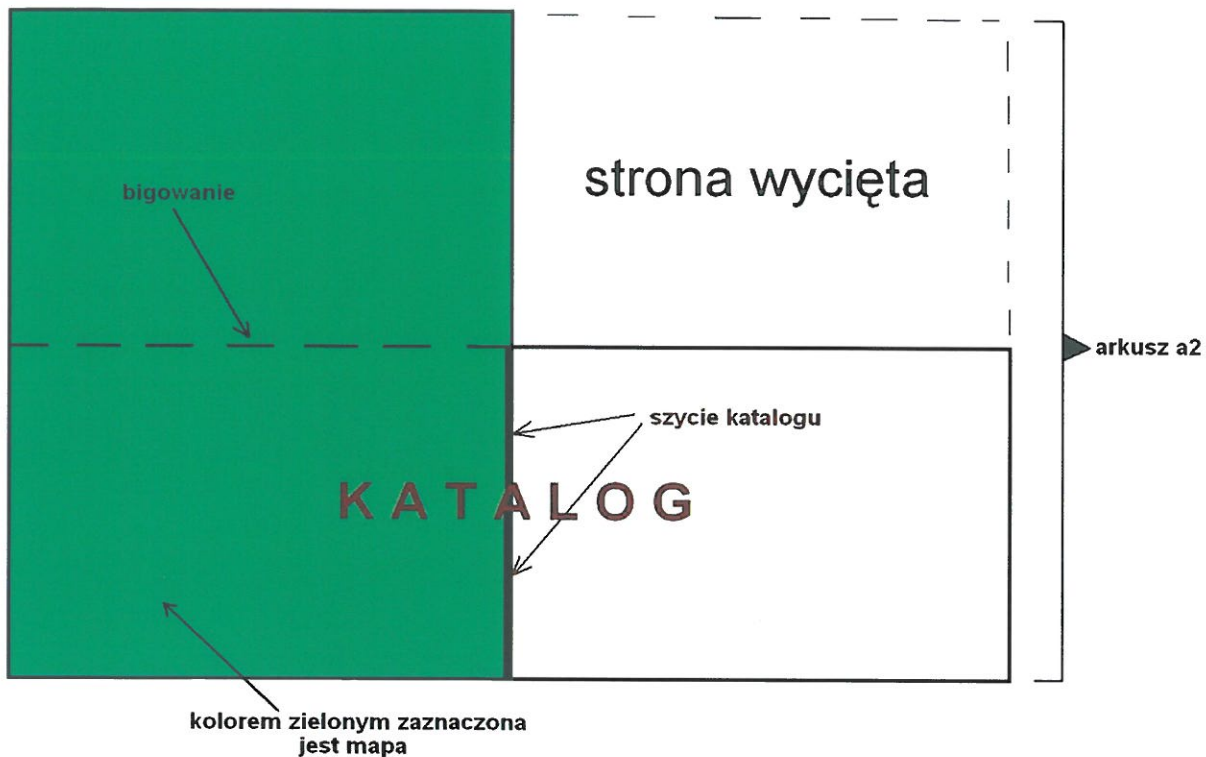 bigowanie
strona wycięta
arkusz a2
szycie katalogu
KATALOG
kolorem zielonym zaznaczona
jest mapa